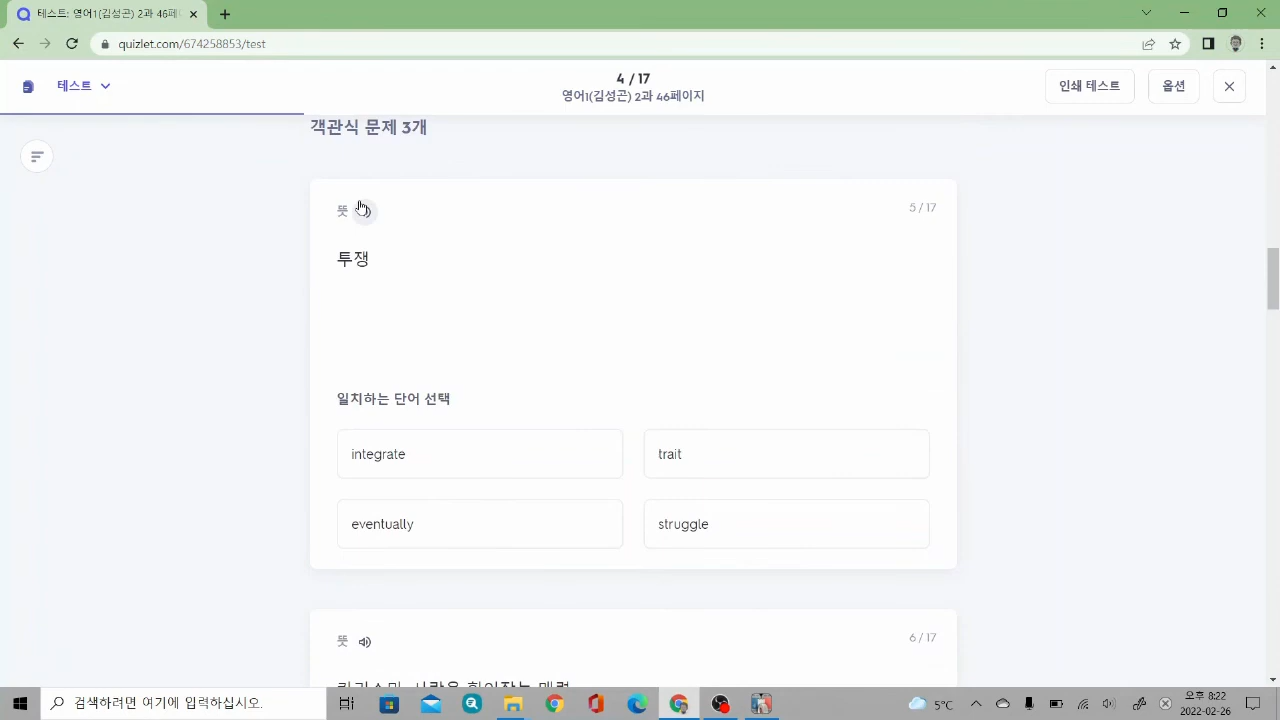 테스트: 영어1(김성곤) 2과 46페
quizlet.com/674258853/test
테스트
4 / 17
영어1(김성곤) 2과 46페이지
인쇄 테스트
옵션
객관식 문제 3개
뜻
5 / 17
투쟁
일치하는 단어 선택
integrate
trait
eventually
struggle
뜻
6 / 17
검색하려면 여기에 입력하십시오.
5°C
오후 8:22
2022-02-26